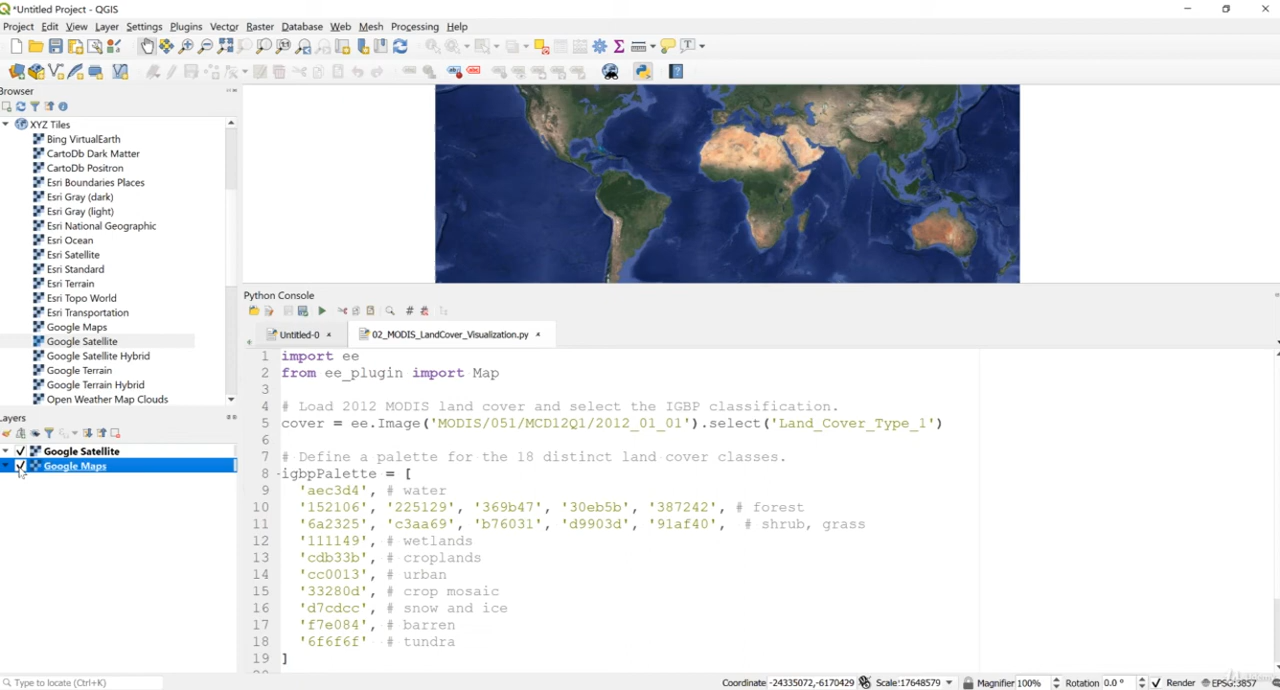 *Untitled Project — QGIS
Project Edit View Layer Settings Plugins Vector Raster Database Web Mesh Processing Help
Browser
XYZ Tiles
Bing VirtualEarth
CartoDb Dark Matter
CartoDb Positron
Esri Boundaries Places
Esri Gray (dark)
Esri Gray (light)
Esri National Geographic
Esri Ocean
Esri Satellite
Esri Standard
Esri Terrain
Esri Topo World
Esri Transportation
Google Maps
Google Satellite
Google Satellite Hybrid
Google Terrain
Google Terrain Hybrid
Open Weather Map Clouds
Layers
Google Satellite
Google Maps
Python Console
Untitled-0 × 02_MODIS_LandCover_Visualization.py ×
1 import ee
2 from ee_plugin import Map
3
4 # Load 2012 MODIS land cover and select the IGBP classification.
5 cover = ee.Image('MODIS/051/MCD12Q1/2012_01_01').select('Land_Cover_Type_1')
6
7 # Define a palette for the 18 distinct land cover classes.
8 igbpPalette = [
9 'aec3d4', # water
10 '152106', '225129', '369b47', '30eb5b', '387242', # forest
11 '6a2325', 'c3aa69', 'b76031', 'd9903d', '91af40', # shrub, grass
12 '111149', # wetlands
13 'cdb33b', # croplands
14 'cc0013', # urban
15 '33280d', # crop mosaic
16 'd7cdcc', # snow and ice
17 'f7e084', # barren
18 '6f6f6f' # tundra
19 ]
Type to locate (Ctrl+K) Coordinate -24335072,-6170429 Scale 1:17648579 Magnifier 100% Rotation 0.0 ° Render EPSG:3857